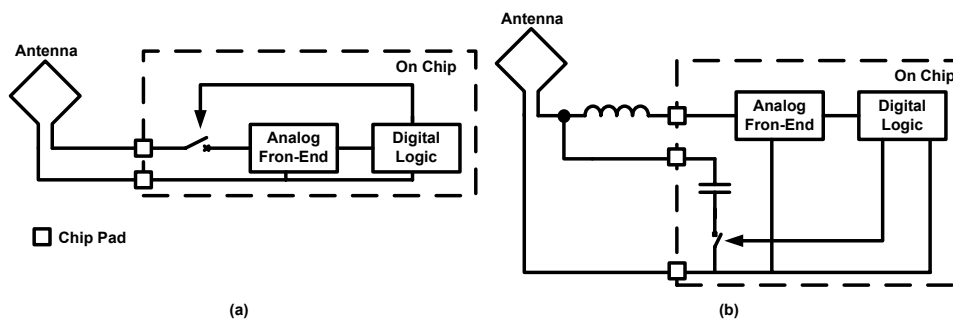 Antenna
On Chip
Analog
Fron-End
Digital
Logic
Chip Pad
(a)
Antenna
On Chip
Analog
Fron-End
Digital
Logic
(b)